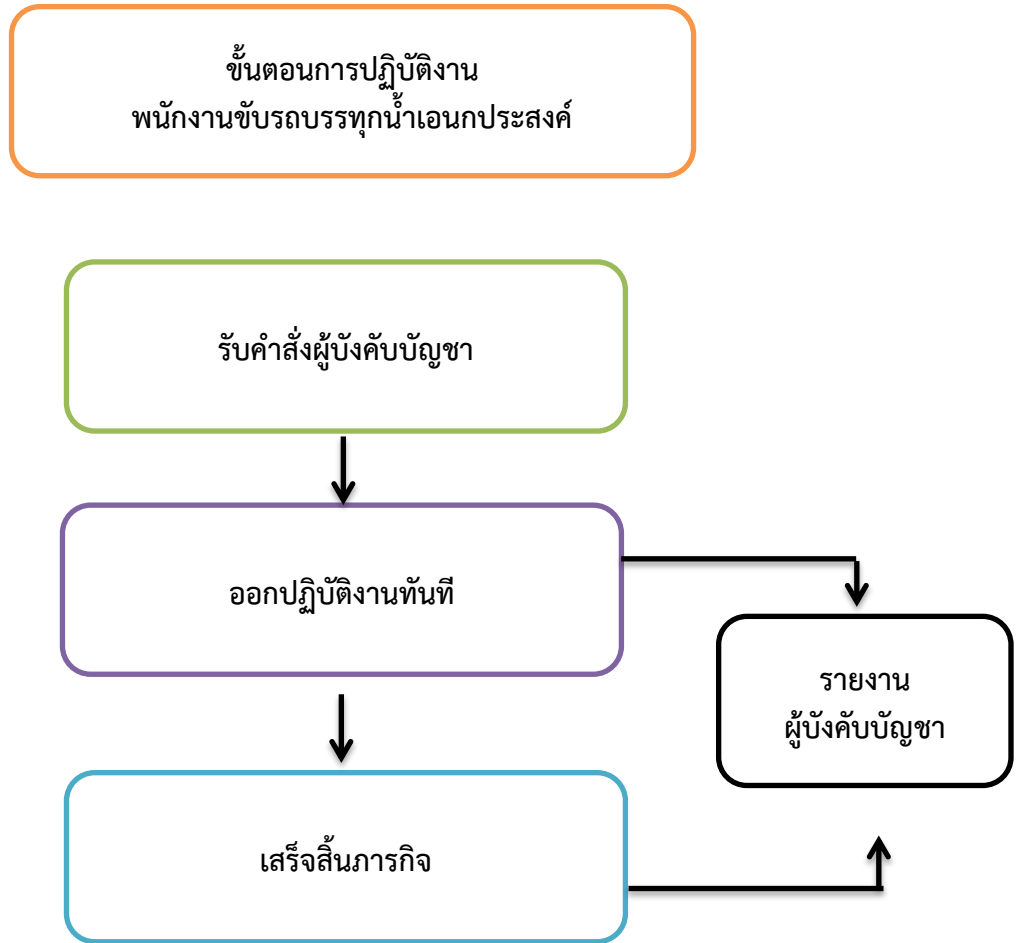 ขั้นตอนการปฏิบัติงาน
พนักงานขับรถบรรทุกน้ำเอนกประสงค์
รับคำสั่งผู้บังคับบัญชา
ออกปฏิบัติงานทันที
รายงาน
ผู้บังคับบัญชา
เสร็จสิ้นภารกิจ